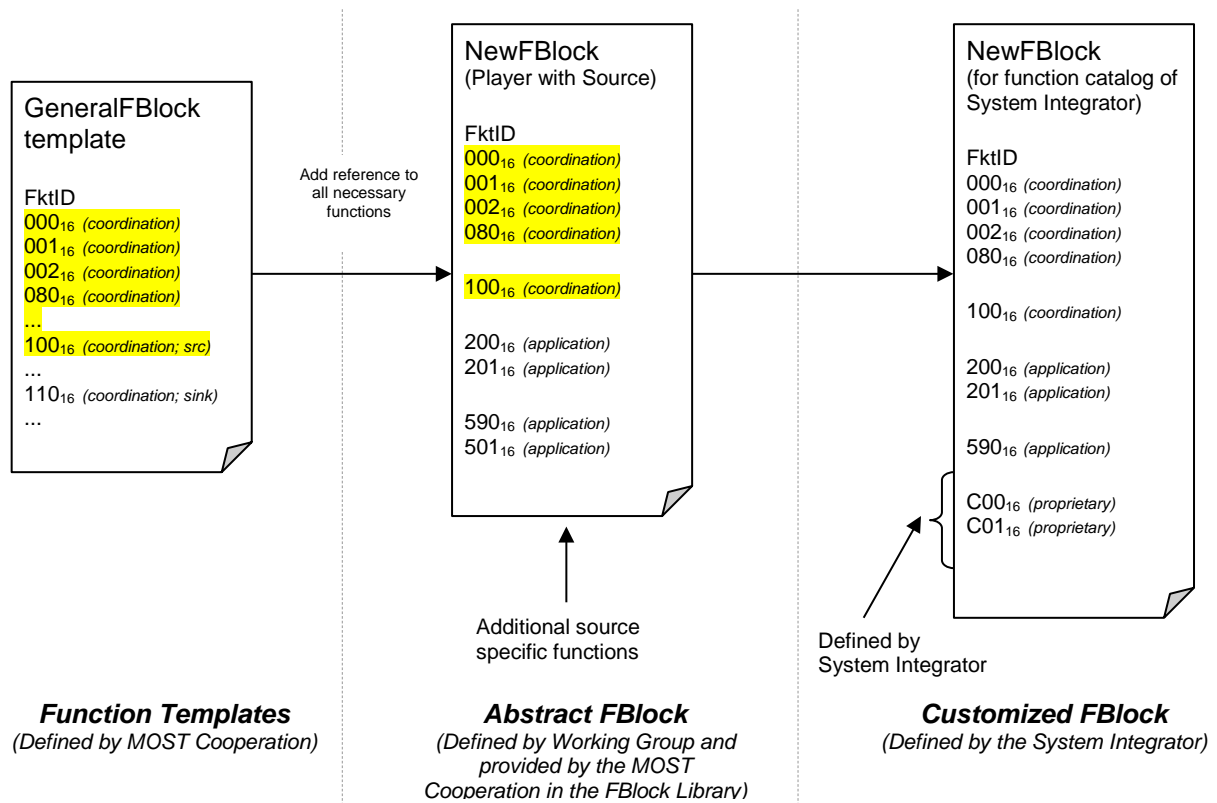 GeneralFBlock
template
FktID
000₁₆ (coordination)
001₁₆ (coordination)
002₁₆ (coordination)
080₁₆ (coordination)
...
100₁₆ (coordination; src)
...
110₁₆ (coordination; sink)
...
Add reference to
all necessary
functions
NewFBlock
(Player with Source)
FktID
000₁₆ (coordination)
001₁₆ (coordination)
002₁₆ (coordination)
080₁₆ (coordination)
100₁₆ (coordination)
200₁₆ (application)
201₁₆ (application)
590₁₆ (application)
501₁₆ (application)
Additional source
specific functions
NewFBlock
(for function catalog of
System Integrator)
FktID
000₁₆ (coordination)
001₁₆ (coordination)
002₁₆ (coordination)
080₁₆ (coordination)
100₁₆ (coordination)
200₁₆ (application)
201₁₆ (application)
590₁₆ (application)
C00₁₆ (proprietary)
C01₁₆ (proprietary)
Defined by
System Integrator
Function Templates
(Defined by MOST Cooperation)
Abstract FBlock
(Defined by Working Group and
provided by the MOST
Cooperation in the FBlock Library)
Customized FBlock
(Defined by the System Integrator)